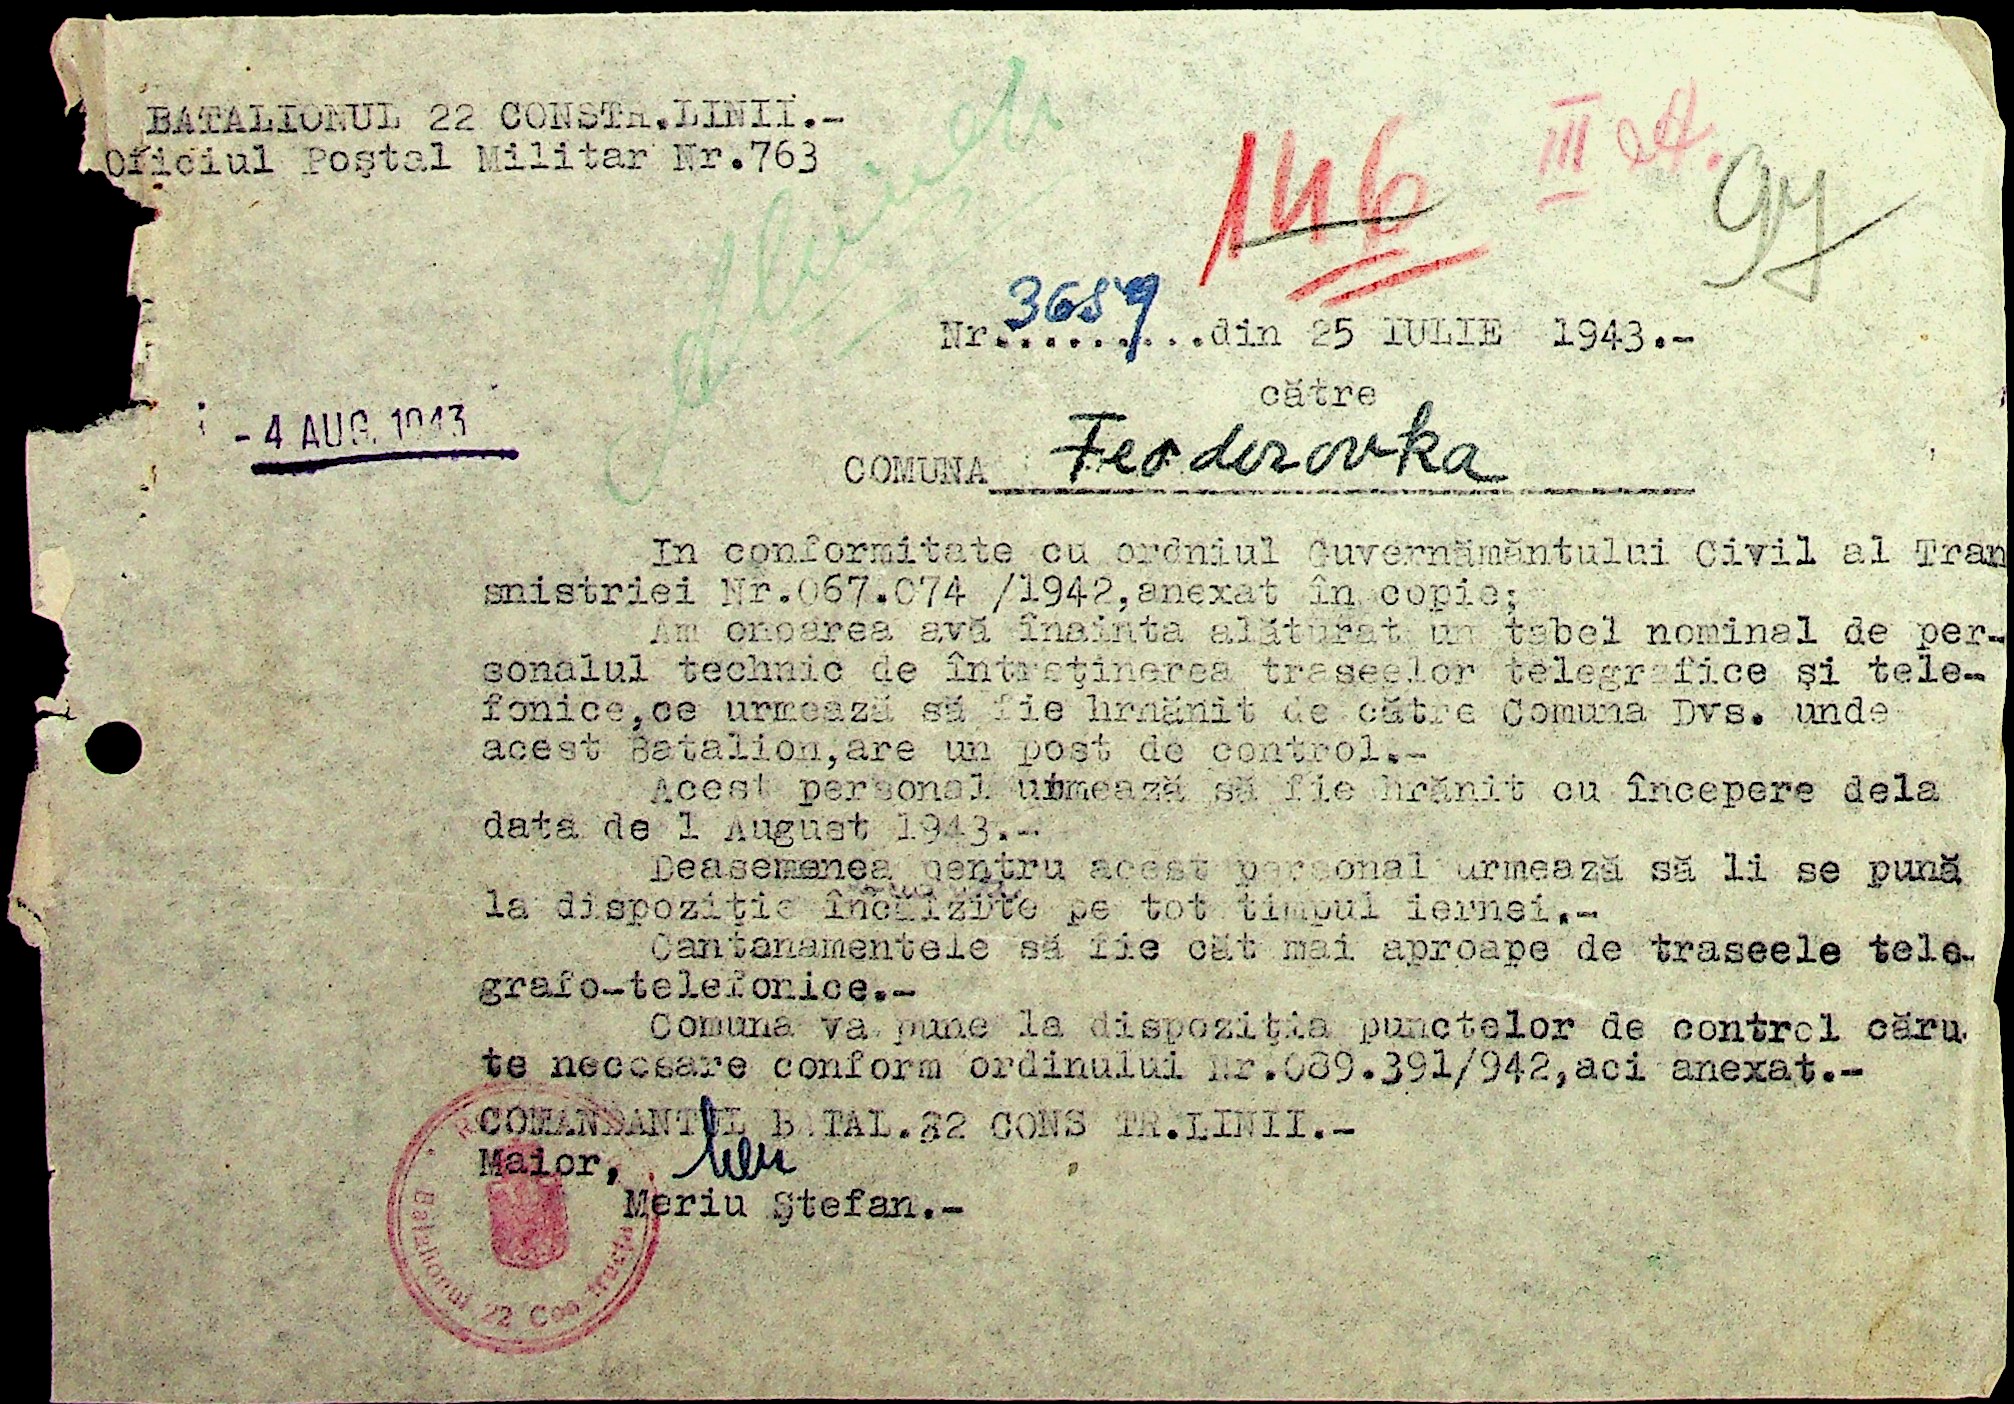 BATALIONUL 22 CONSTR.LINII.-
Oficiul Poştal Militar Nr.763
III
146
Nr..........din 25 IULIE 1943.-
3659
către
- 4 AUG. 1943
COMUNA Feodorovka
In conformitate cu ordniul Guvernământului Civil al Tran
snistriei Nr.067.074 /1942,anexat în copie;
Am onoarea avă înainta alăturat un tabel nominal de per-
sonalul technic de întreţinerea traseelor telegrafice şi tele-
fonice,ce urmează să fie hrnănit de către Comuna Dvs. unde
acest Batalion,are un post de control.-
Acest personal urmează să fie hrănit cu începere dela
data de 1 August 1943.-
Deasemenea pentru acest personal urmează să li se pună
la dispoziţie încălzite pe tot timpul iernei.-
Cantonamentele să fie cât mai aproape de traseele tele-
grafo-telefonice.-
Comuna va pune la dispoziţia punctelor de control căru
te necesare conform ordinului Nr.089.391/942,aci anexat.-
COMANDANTUL BATAL.22 CONS TR.LINII.-
Maior,
Meriu Ştefan.-
Batalionul 22 Con tructii